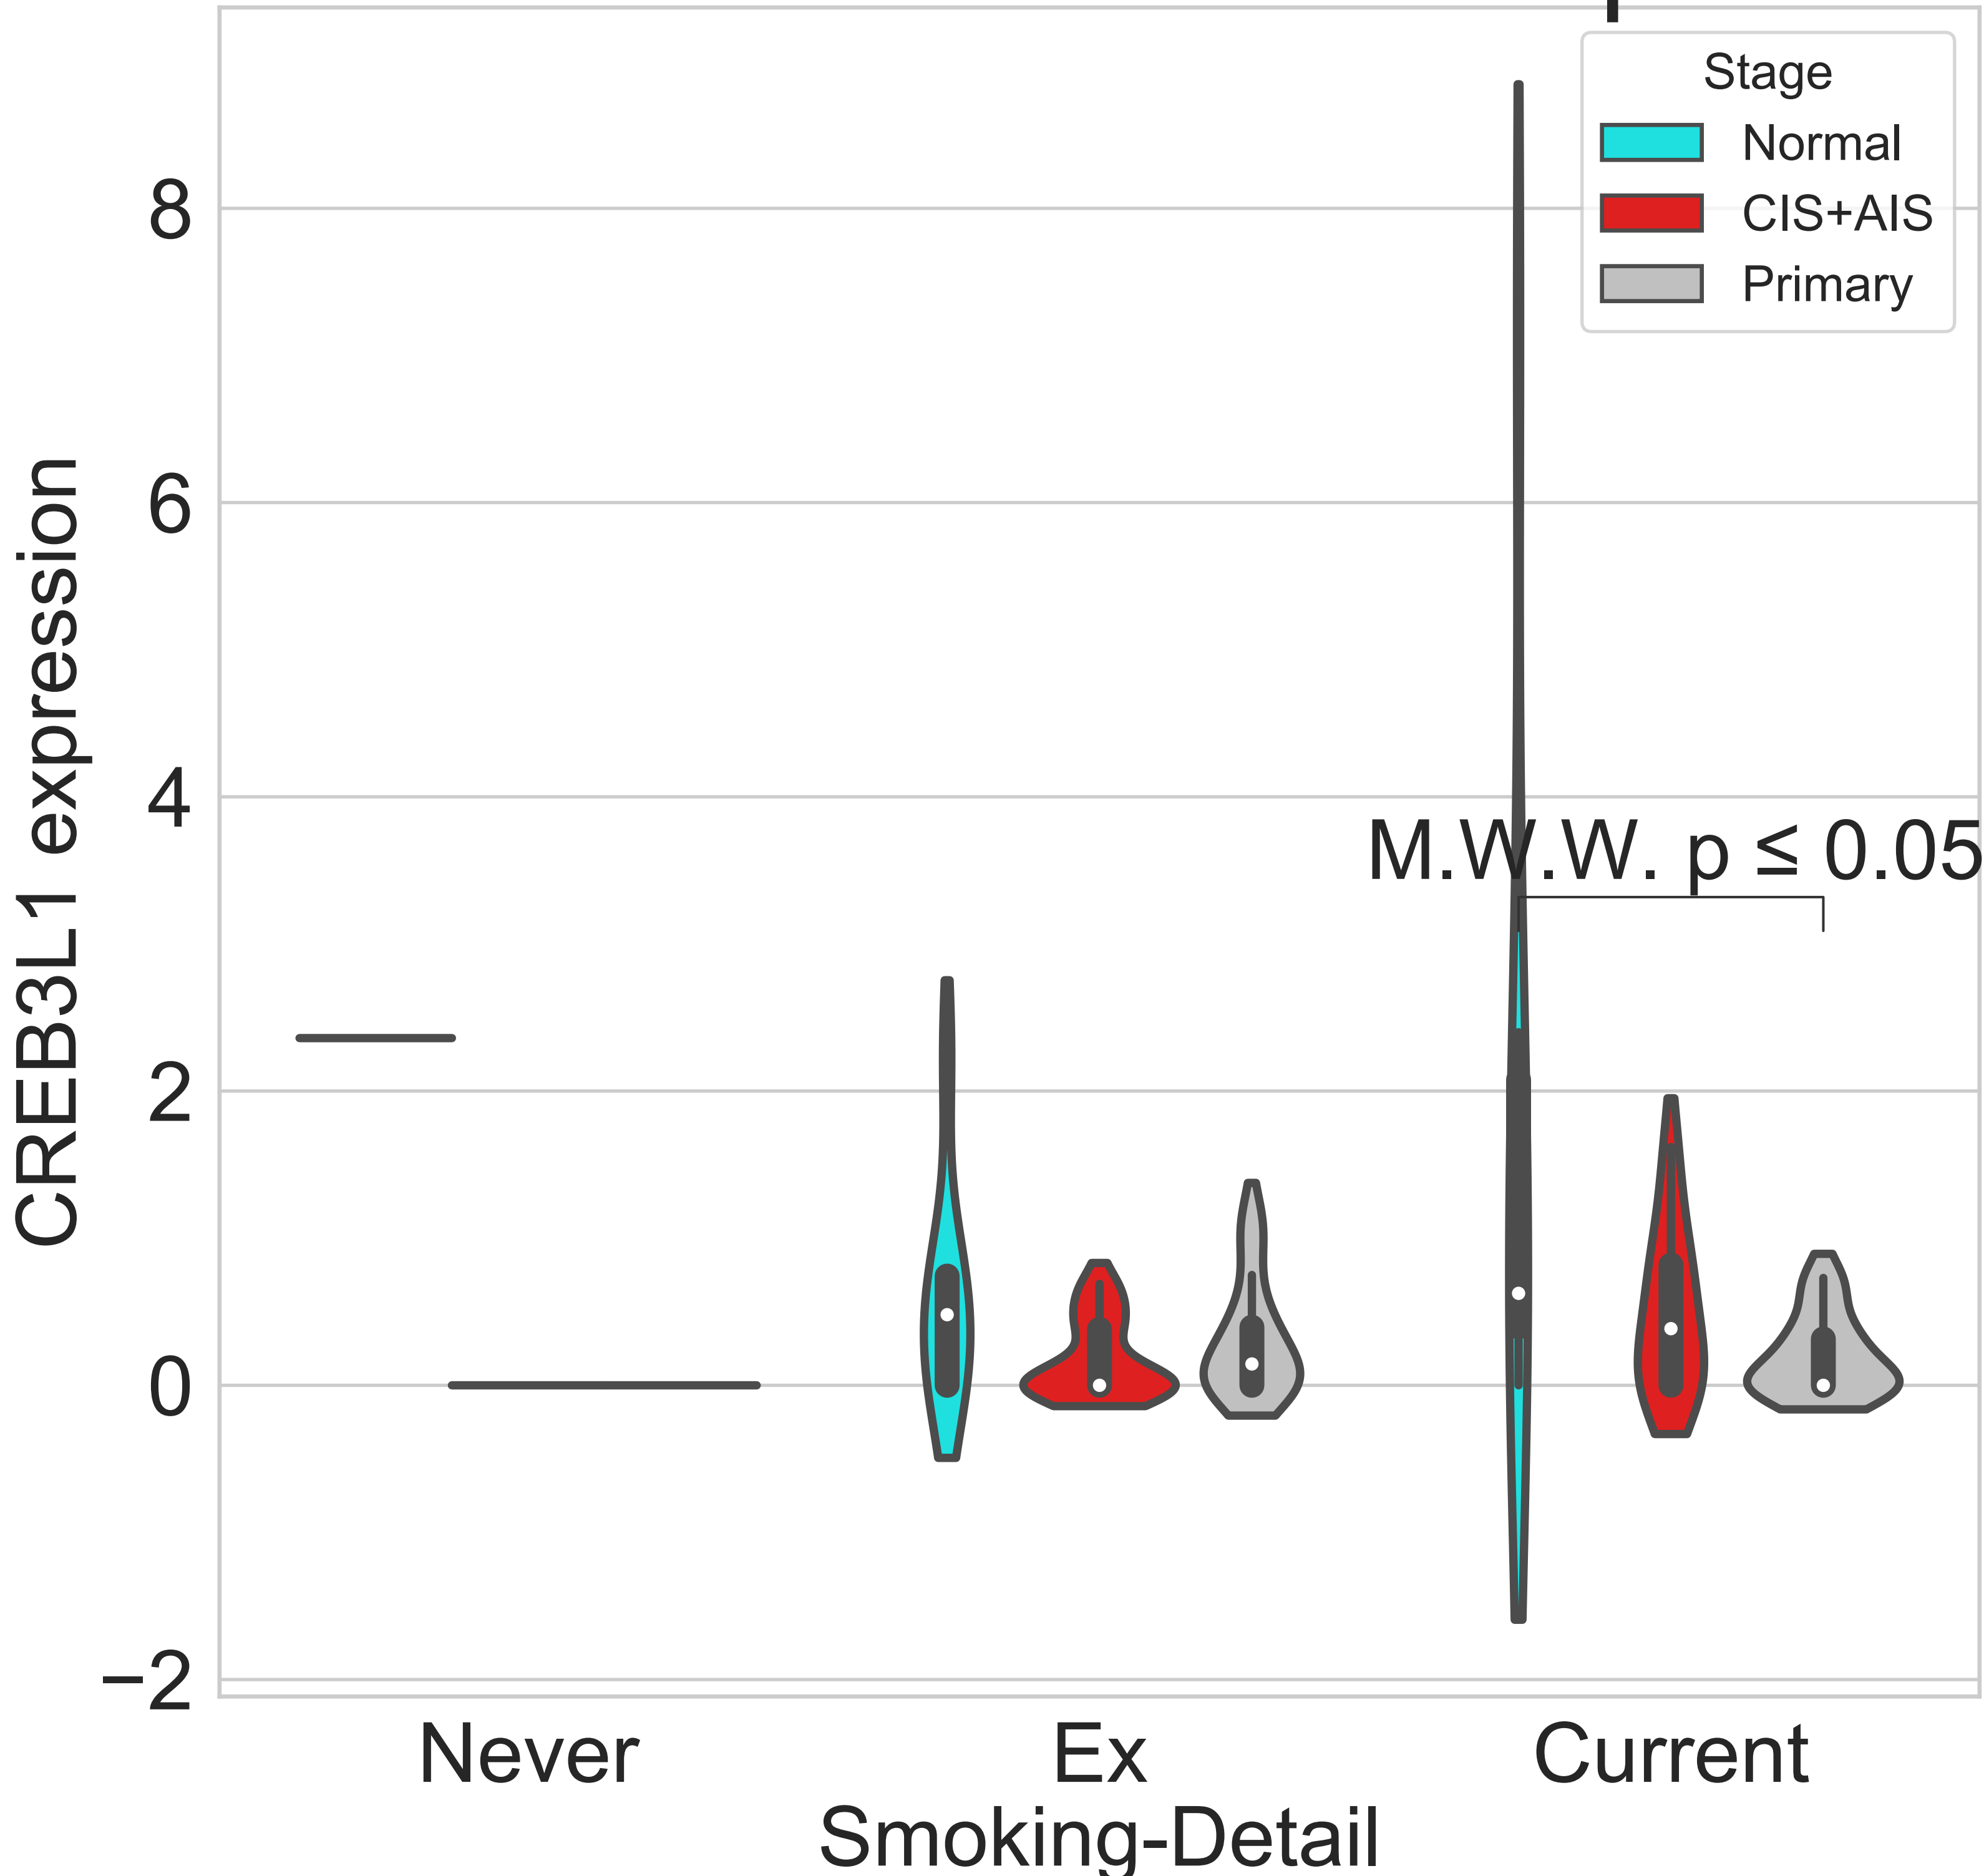 Stage
Normal
CIS+AIS
Primary
8
6
4
2
0
−2
CREB3L1 expression
M.W.W. p ≤ 0.05
Never
Ex
Current
Smoking-Detail